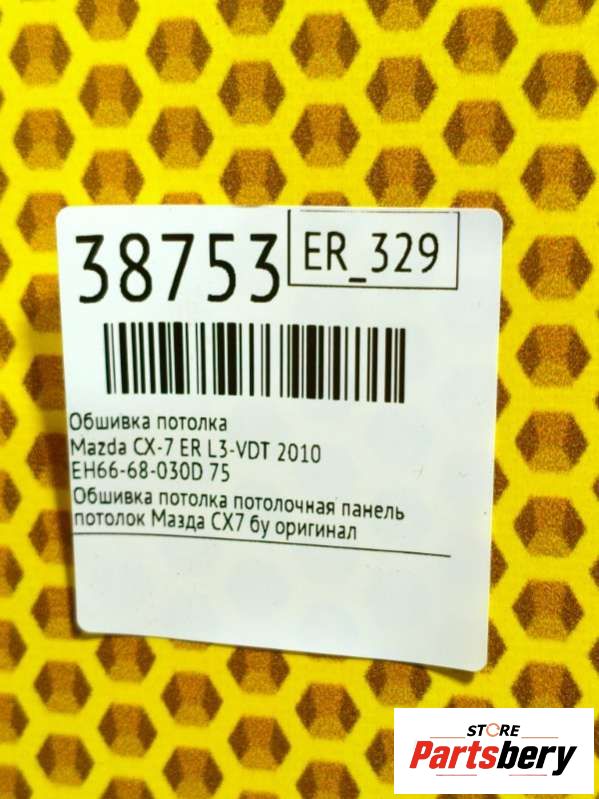 38753
ER_329
Обшивка потолка
Mazda CX-7 ER L3-VDT 2010
EH66-68-030D 75
Обшивка потолка потолочная панель
потолок Мазда СХ7 бу оригинал
STORE
Partsbery